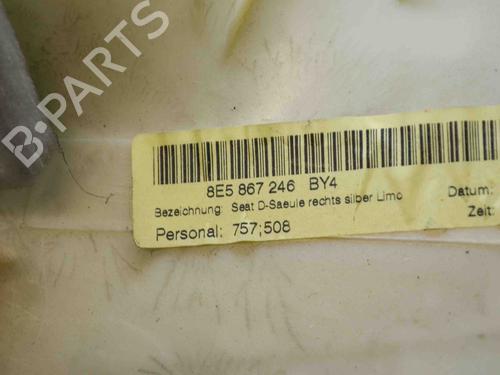 B-PARTS
8E5 867 246 BY4
Bezeichnung: Seat D-Saeule rechts silber Limo
Datum:
Personal: 757;508
Zeit: